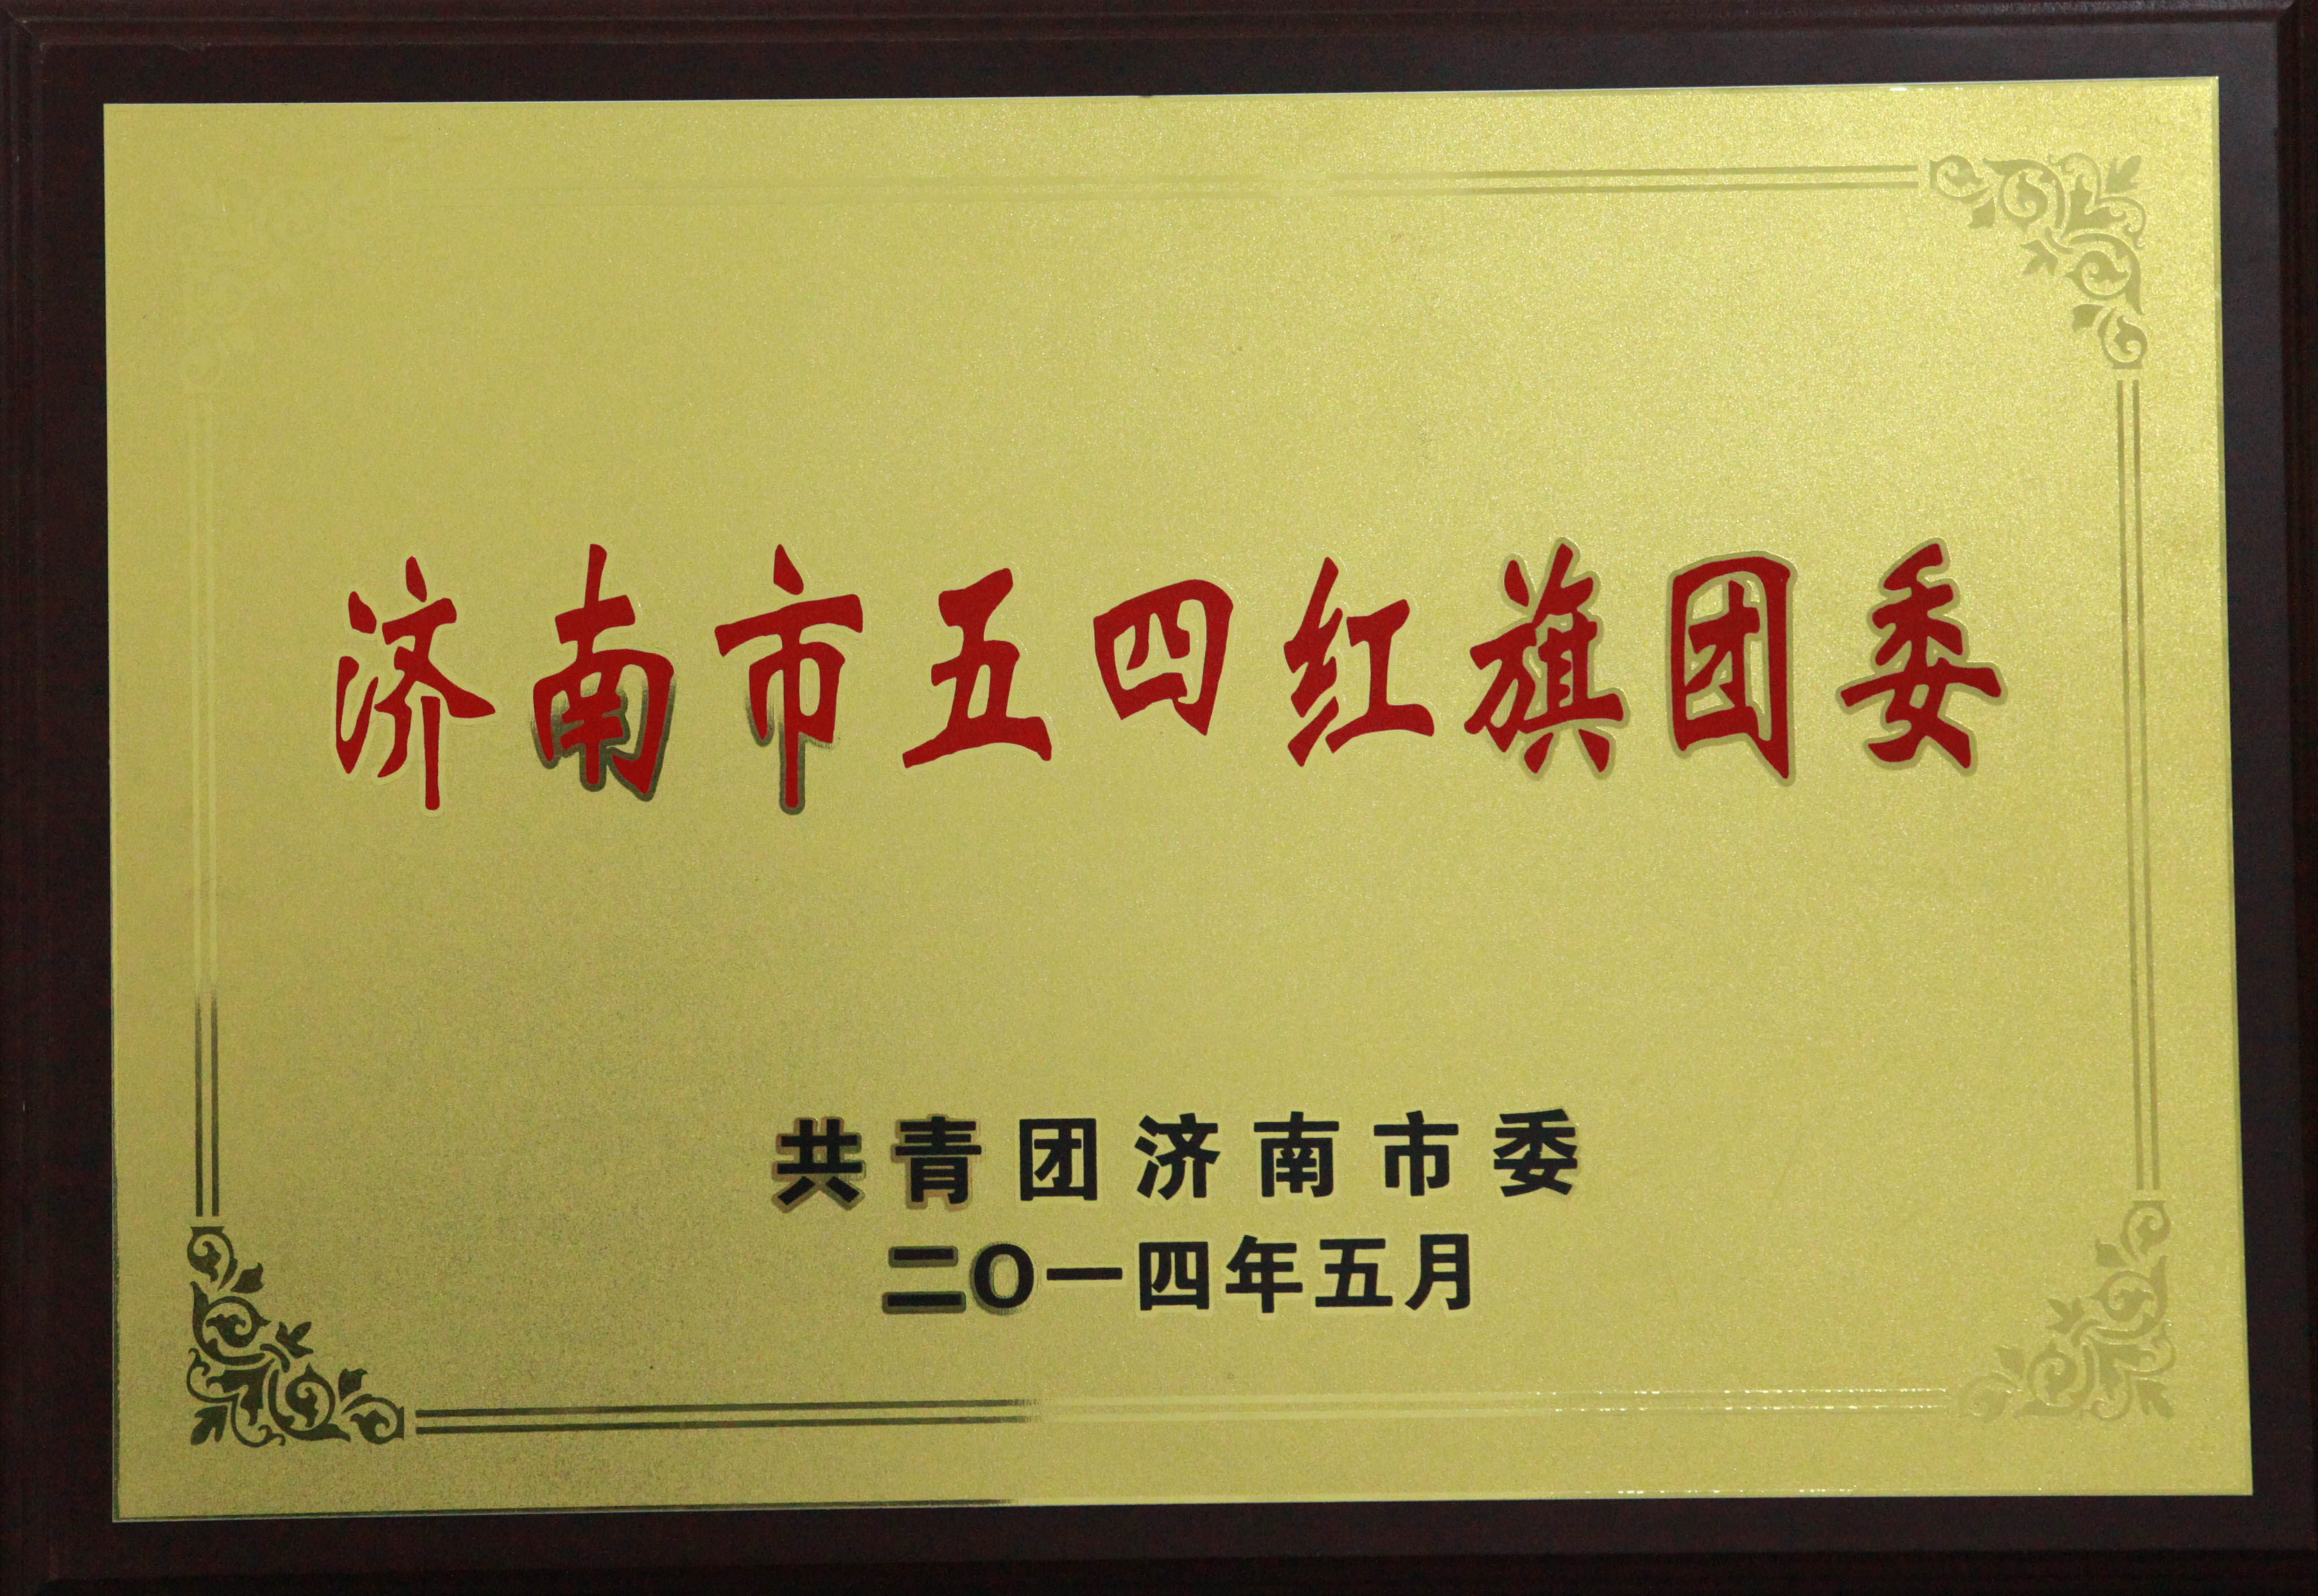 济南市五四红旗团委
共青团济南市委
二〇一四年五月